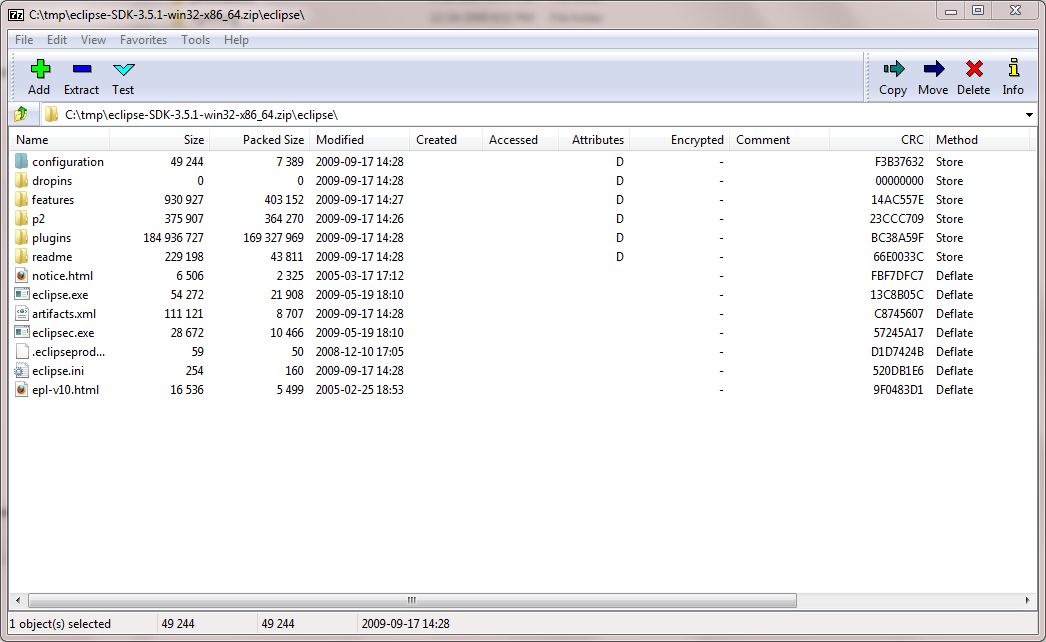 C:\tmp\eclipse-SDK-3.5.1-win32-x86_64.zip\eclipse\
File Edit View Favorites Tools Help
Add Extract Test Copy Move Delete Info
C:\tmp\eclipse-SDK-3.5.1-win32-x86_64.zip\eclipse\
Name Size Packed Size Modified Created Accessed Attributes Encrypted Comment CRC Method
configuration 49 244 7 389 2009-09-17 14:28 D - F3B37632 Store
dropins 0 0 2009-09-17 14:28 D - 00000000 Store
features 930 927 403 152 2009-09-17 14:27 D - 14AC557E Store
p2 375 907 364 270 2009-09-17 14:26 D - 23CCC709 Store
plugins 184 936 727 169 327 969 2009-09-17 14:28 D - BC38A59F Store
readme 229 198 43 811 2009-09-17 14:28 D - 66E0033C Store
notice.html 6 506 2 325 2005-03-17 17:12 - FBF7DFC7 Deflate
eclipse.exe 54 272 21 908 2009-05-19 18:10 - 13C8B05C Deflate
artifacts.xml 111 121 8 707 2009-09-17 14:28 - C8745607 Deflate
eclipsec.exe 28 672 10 466 2009-05-19 18:10 - 57245A17 Deflate
.eclipseprod... 59 50 2008-12-10 17:05 - D1D7424B Deflate
eclipse.ini 254 160 2009-09-17 14:28 - 520DB1E6 Deflate
epl-v10.html 16 536 5 499 2005-02-25 18:53 - 9F0483D1 Deflate
1 object(s) selected 49 244 49 244 2009-09-17 14:28